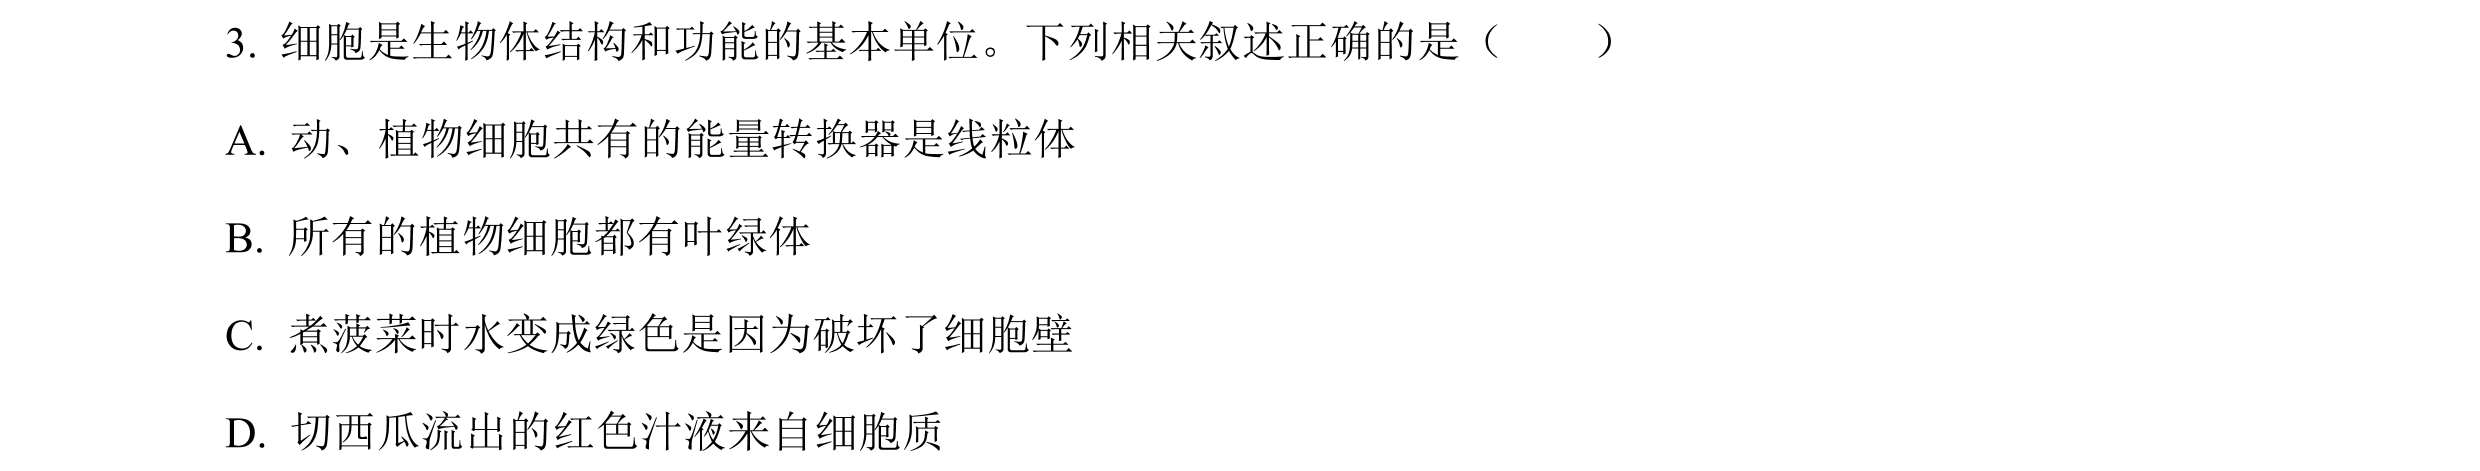 3. 细胞是生物体结构和功能的基本单位。下列相关叙述正确的是（　　）
A. 动、植物细胞共有的能量转换器是线粒体
B. 所有的植物细胞都有叶绿体
C. 煮菠菜时水变成绿色是因为破坏了细胞壁
D. 切西瓜流出的红色汁液来自细胞质